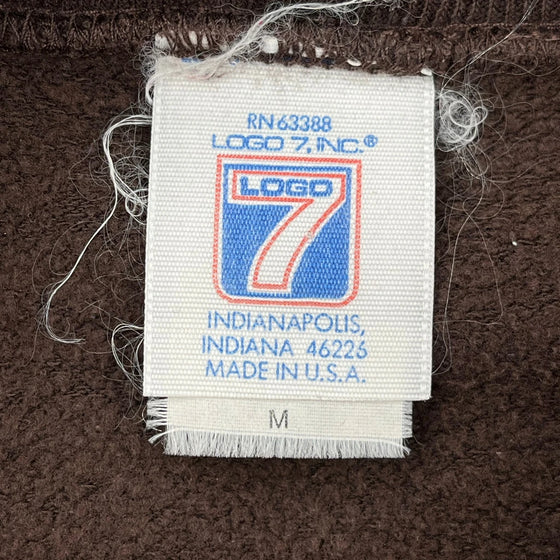 RN 63388
LOGO 7, INC.®
LOGO
7
INDIANAPOLIS,
INDIANA 46226
MADE IN U.S.A.
M